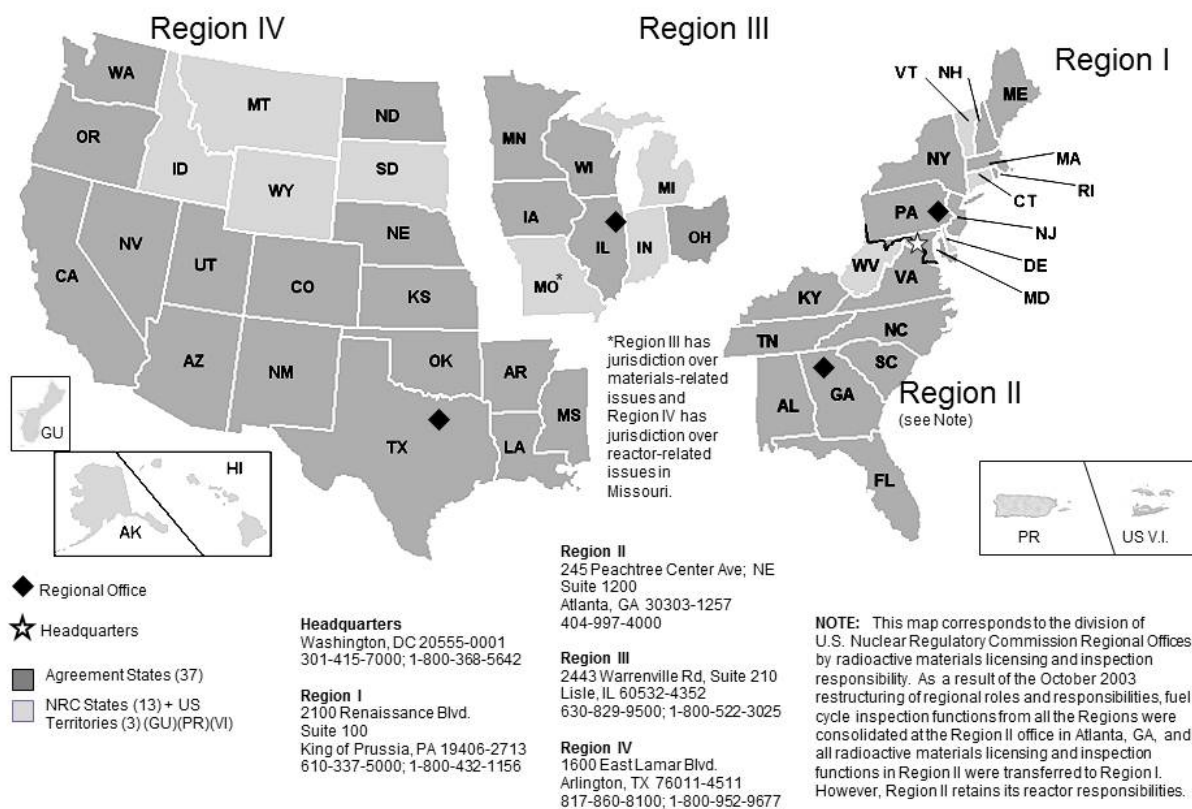 Region IV
Region III
Region I
VT
NH
WA
ME
MT
ND
OR
MN
NY
MA
ID
SD
WI
MI
RI
WY
CT
IA
PA
NE
IL
IN
OH
NJ
NV
UT
WV
DE
CA
CO
MO*
VA
MD
KS
KY
NC
TN
AZ
NM
OK
AR
SC
*Region III has
jurisdiction over
materials-related
issues and
Region IV has
jurisdiction over
reactor-related
issues in
Missouri.
AL
GA
Region II
(see Note)
MS
GU
TX
LA
FL
HI
AK
PR
US V.I.
Regional Office
Headquarters
Agreement States (37)
NRC States (13) + US
Territories (3) (GU)(PR)(VI)
Headquarters
Washington, DC 20555-0001
301-415-7000; 1-800-368-5642
Region I
2100 Renaissance Blvd.
Suite 100
King of Prussia, PA 19406-2713
610-337-5000; 1-800-432-1156
Region II
245 Peachtree Center Ave; NE
Suite 1200
Atlanta, GA 30303-1257
404-997-4000
Region III
2443 Warrenville Rd, Suite 210
Lisle, IL 60532-4352
630-829-9500; 1-800-522-3025
Region IV
1600 East Lamar Blvd.
Arlington, TX 76011-4511
817-860-8100; 1-800-952-9677
NOTE: This map corresponds to the division of
U.S. Nuclear Regulatory Commission Regional Offices
by radioactive materials licensing and inspection
responsibility. As a result of the October 2003
restructuring of regional roles and responsibilities, fuel
cycle inspection functions from all the Regions were
consolidated at the Region II office in Atlanta, GA, and
all radioactive materials licensing and inspection
functions in Region II were transferred to Region I.
However, Region II retains its reactor responsibilities.